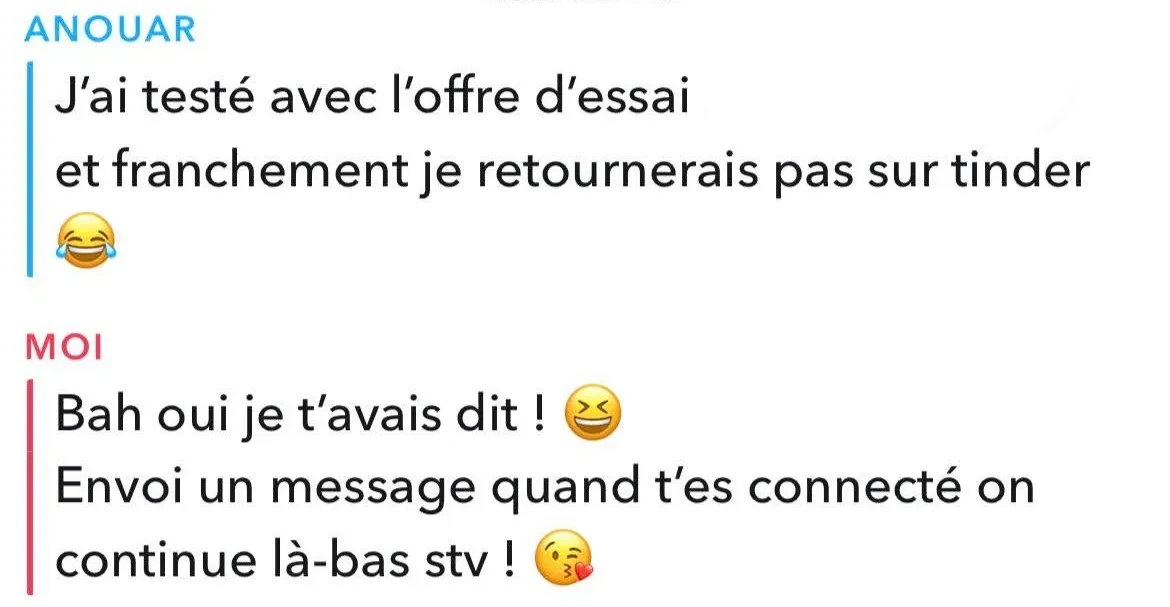 ANOUAR
J'ai testé avec l'offre d'essai
et franchement je retournerais pas sur tinder
😂
MOI
Bah oui je t'avais dit ! 😆
Envoi un message quand t'es connecté on
continue là-bas stv ! 😘